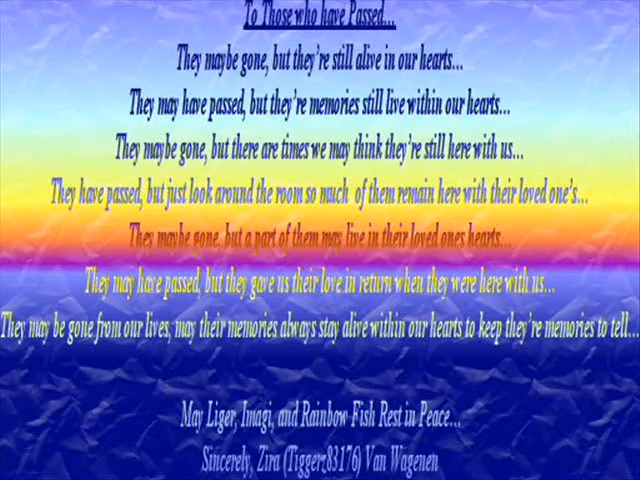 To Those who have Passed...
They maybe gone, but they're still alive in our hearts...
They may have passed, but they're memories still live within our hearts...
They maybe gone, but there are times we may think they're still here with us...
They have passed, but just look around the room so much of them remain here with their loved one's...
They maybe gone, but a part of them may live in their loved ones hearts...
They may have passed, but they gave us their love in return when they were here with us...
They may be gone from our lives, may their memories always stay alive within our hearts to keep they're memories to tell...
May Liger, Imagi, and Rainbow Fish Rest in Peace...
Sincerely, Zira (Tiggerz83176) Van Wagenen